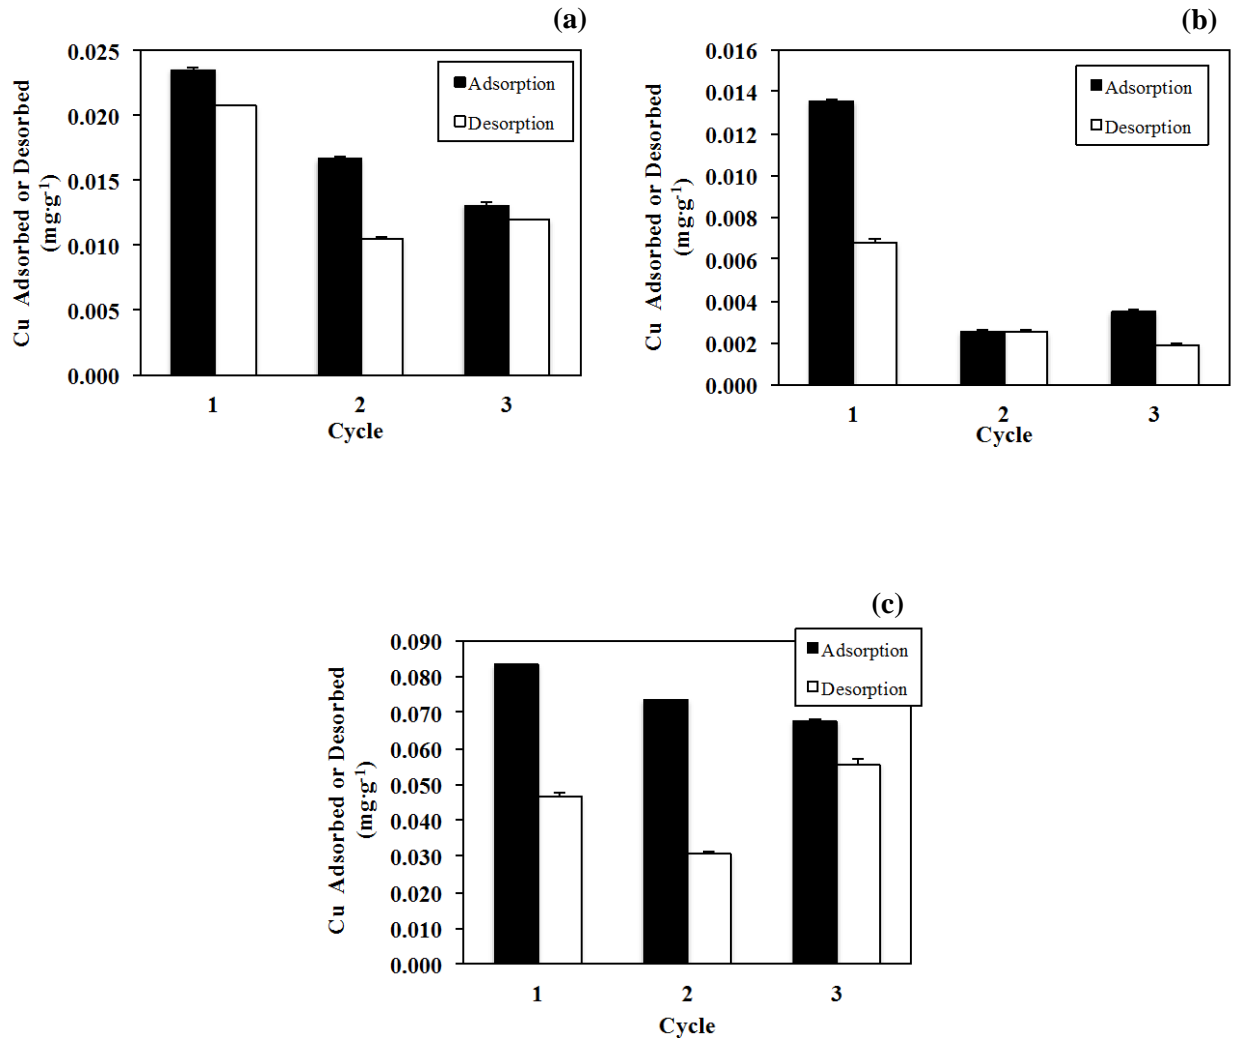 (a)
Cu Adsorbed or Desorbed
(mg·g-1)
0.025
0.020
0.015
0.010
0.005
0.000
Adsorption
Desorption
1 2 3
Cycle
(b)
Cu Adsorbed or Desorbed
(mg·g-1)
0.016
0.014
0.012
0.010
0.008
0.006
0.004
0.002
0.000
Adsorption
Desorption
1 2 3
Cycle
(c)
Cu Adsorbed or Desorbed
(mg·g-1)
0.090
0.080
0.070
0.060
0.050
0.040
0.030
0.020
0.010
0.000
Adsorption
Desorption
1 2 3
Cycle